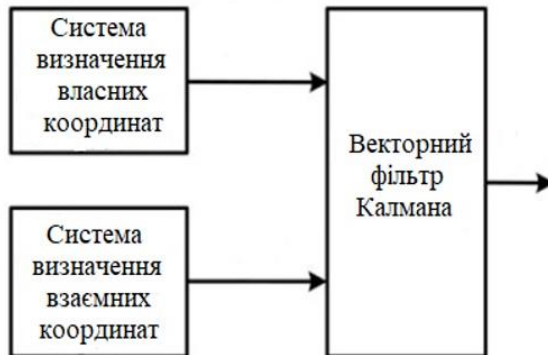 Система
визначення
власних
координат
Векторний
фільтр
Калмана
Система
визначення
взаємних
координат